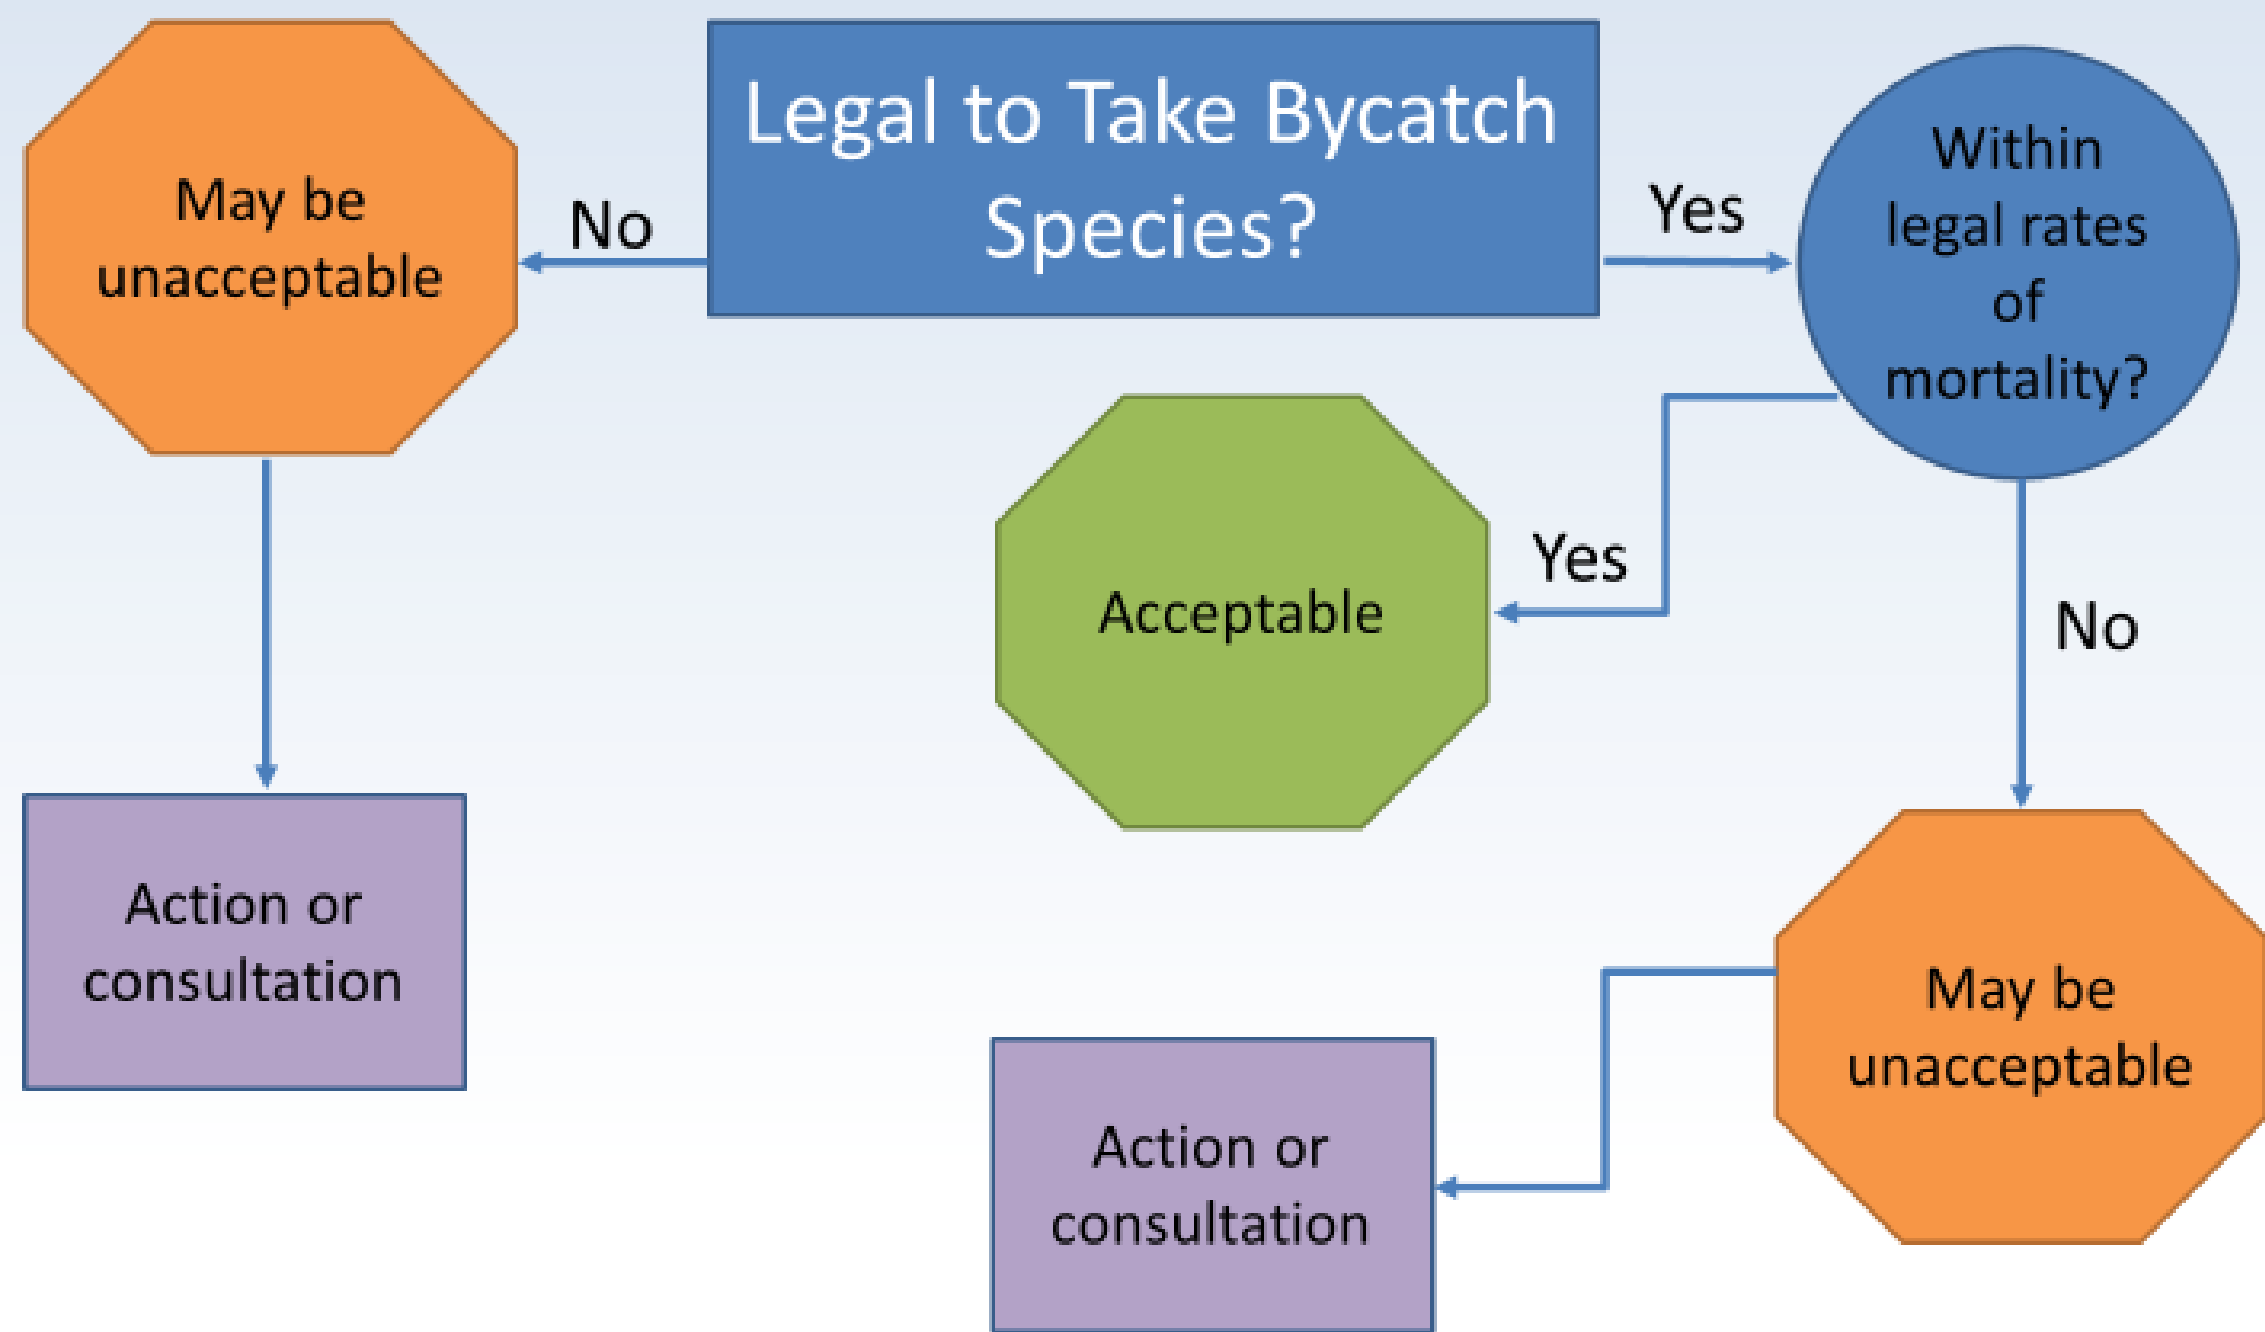 Legal to Take Bycatch
Species?
No
May be
unacceptable
Action or
consultation
Yes
Within
legal rates
of
mortality?
Yes
Acceptable
No
May be
unacceptable
Action or
consultation